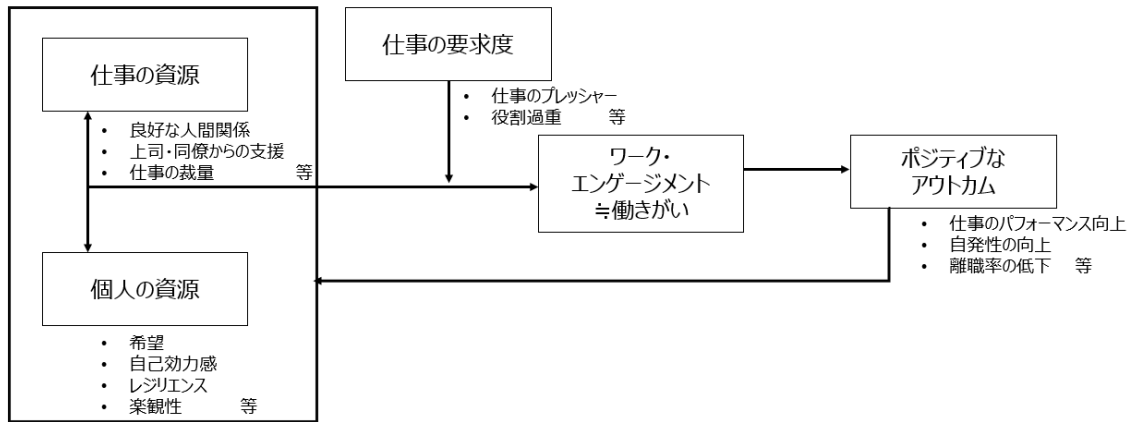 仕事の資源
• 良好な人間関係
• 上司・同僚からの支援
• 仕事の裁量 等
個人の資源
• 希望
• 自己効力感
• レジリエンス
• 楽観性 等
仕事の要求度
• 仕事のプレッシャー
• 役割過重 等
ワーク・
エンゲージメント
≒働きがい
ポジティブな
アウトカム
• 仕事のパフォーマンス向上
• 自発性の向上
• 離職率の低下 等